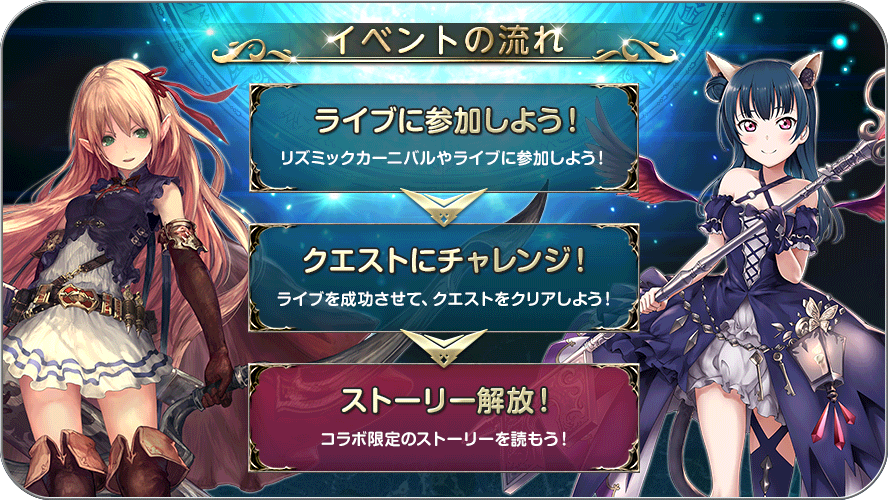 イベントの流れ
ライブに参加しよう！
リズミックカーニバルやライブに参加しよう！
クエストにチャレンジ！
ライブを成功させて、クエストをクリアしよう！
ストーリー解放！
コラボ限定のストーリーを読もう！